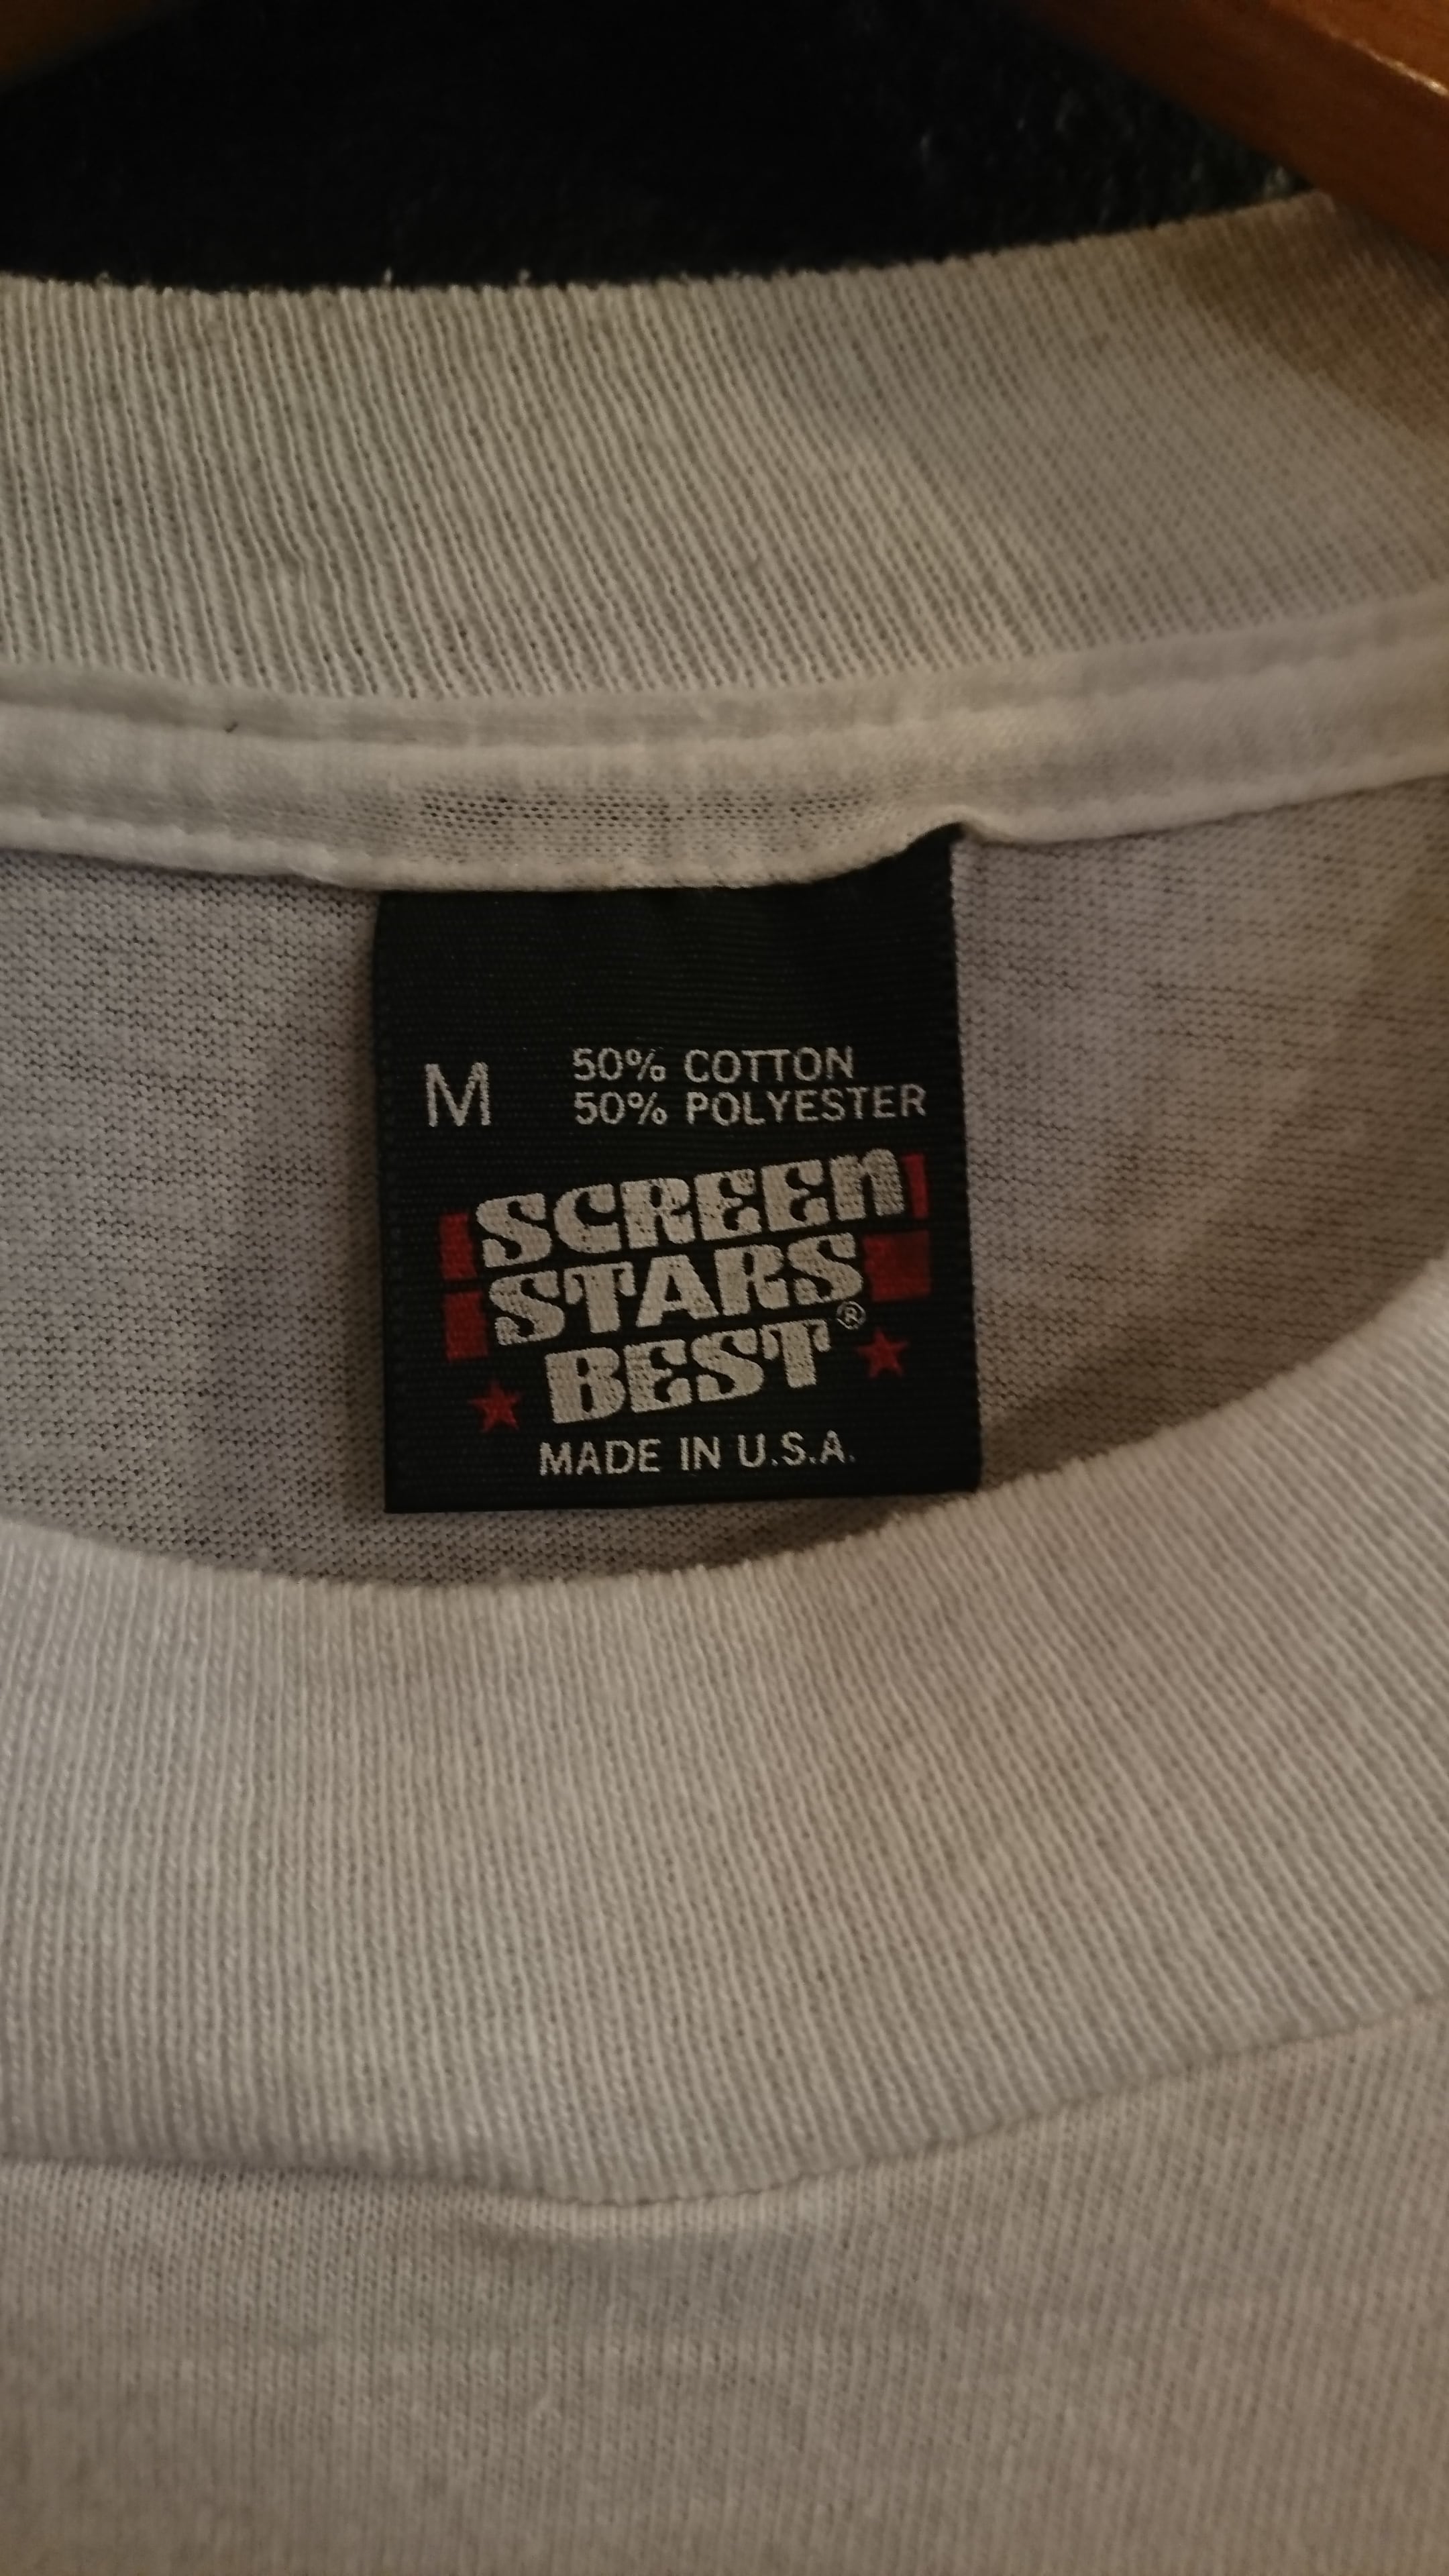 M 50% COTTON
50% POLYESTER
SCREEN
STARS
BEST®
MADE IN U.S.A.